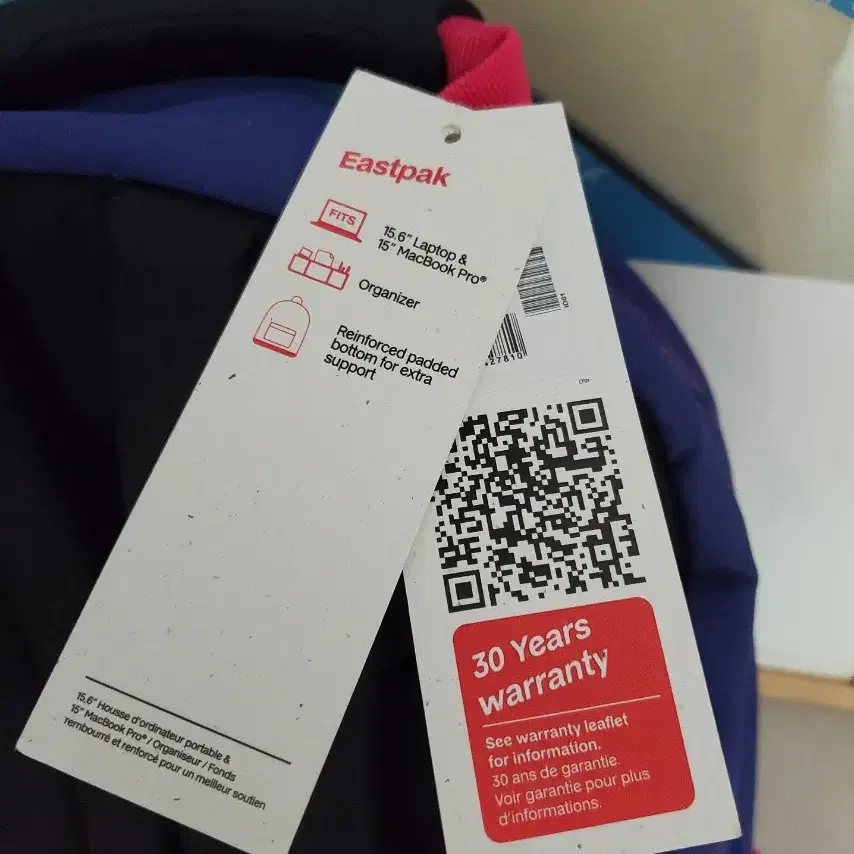 Eastpak
FITS
15,6" Laptop &
15" MacBook Pro®
Organizer
Reinforced padded
bottom for extra
support
15,6" Housse d'ordinateur portable &
15" MacBook Pro® / Organiseur / Fonds
rembourré et renforcé pour un meilleur soutien
27810
30 Years
warranty
See warranty leaflet
for information.
30 ans de garantie.
Voir garantie pour plus
d'informations.